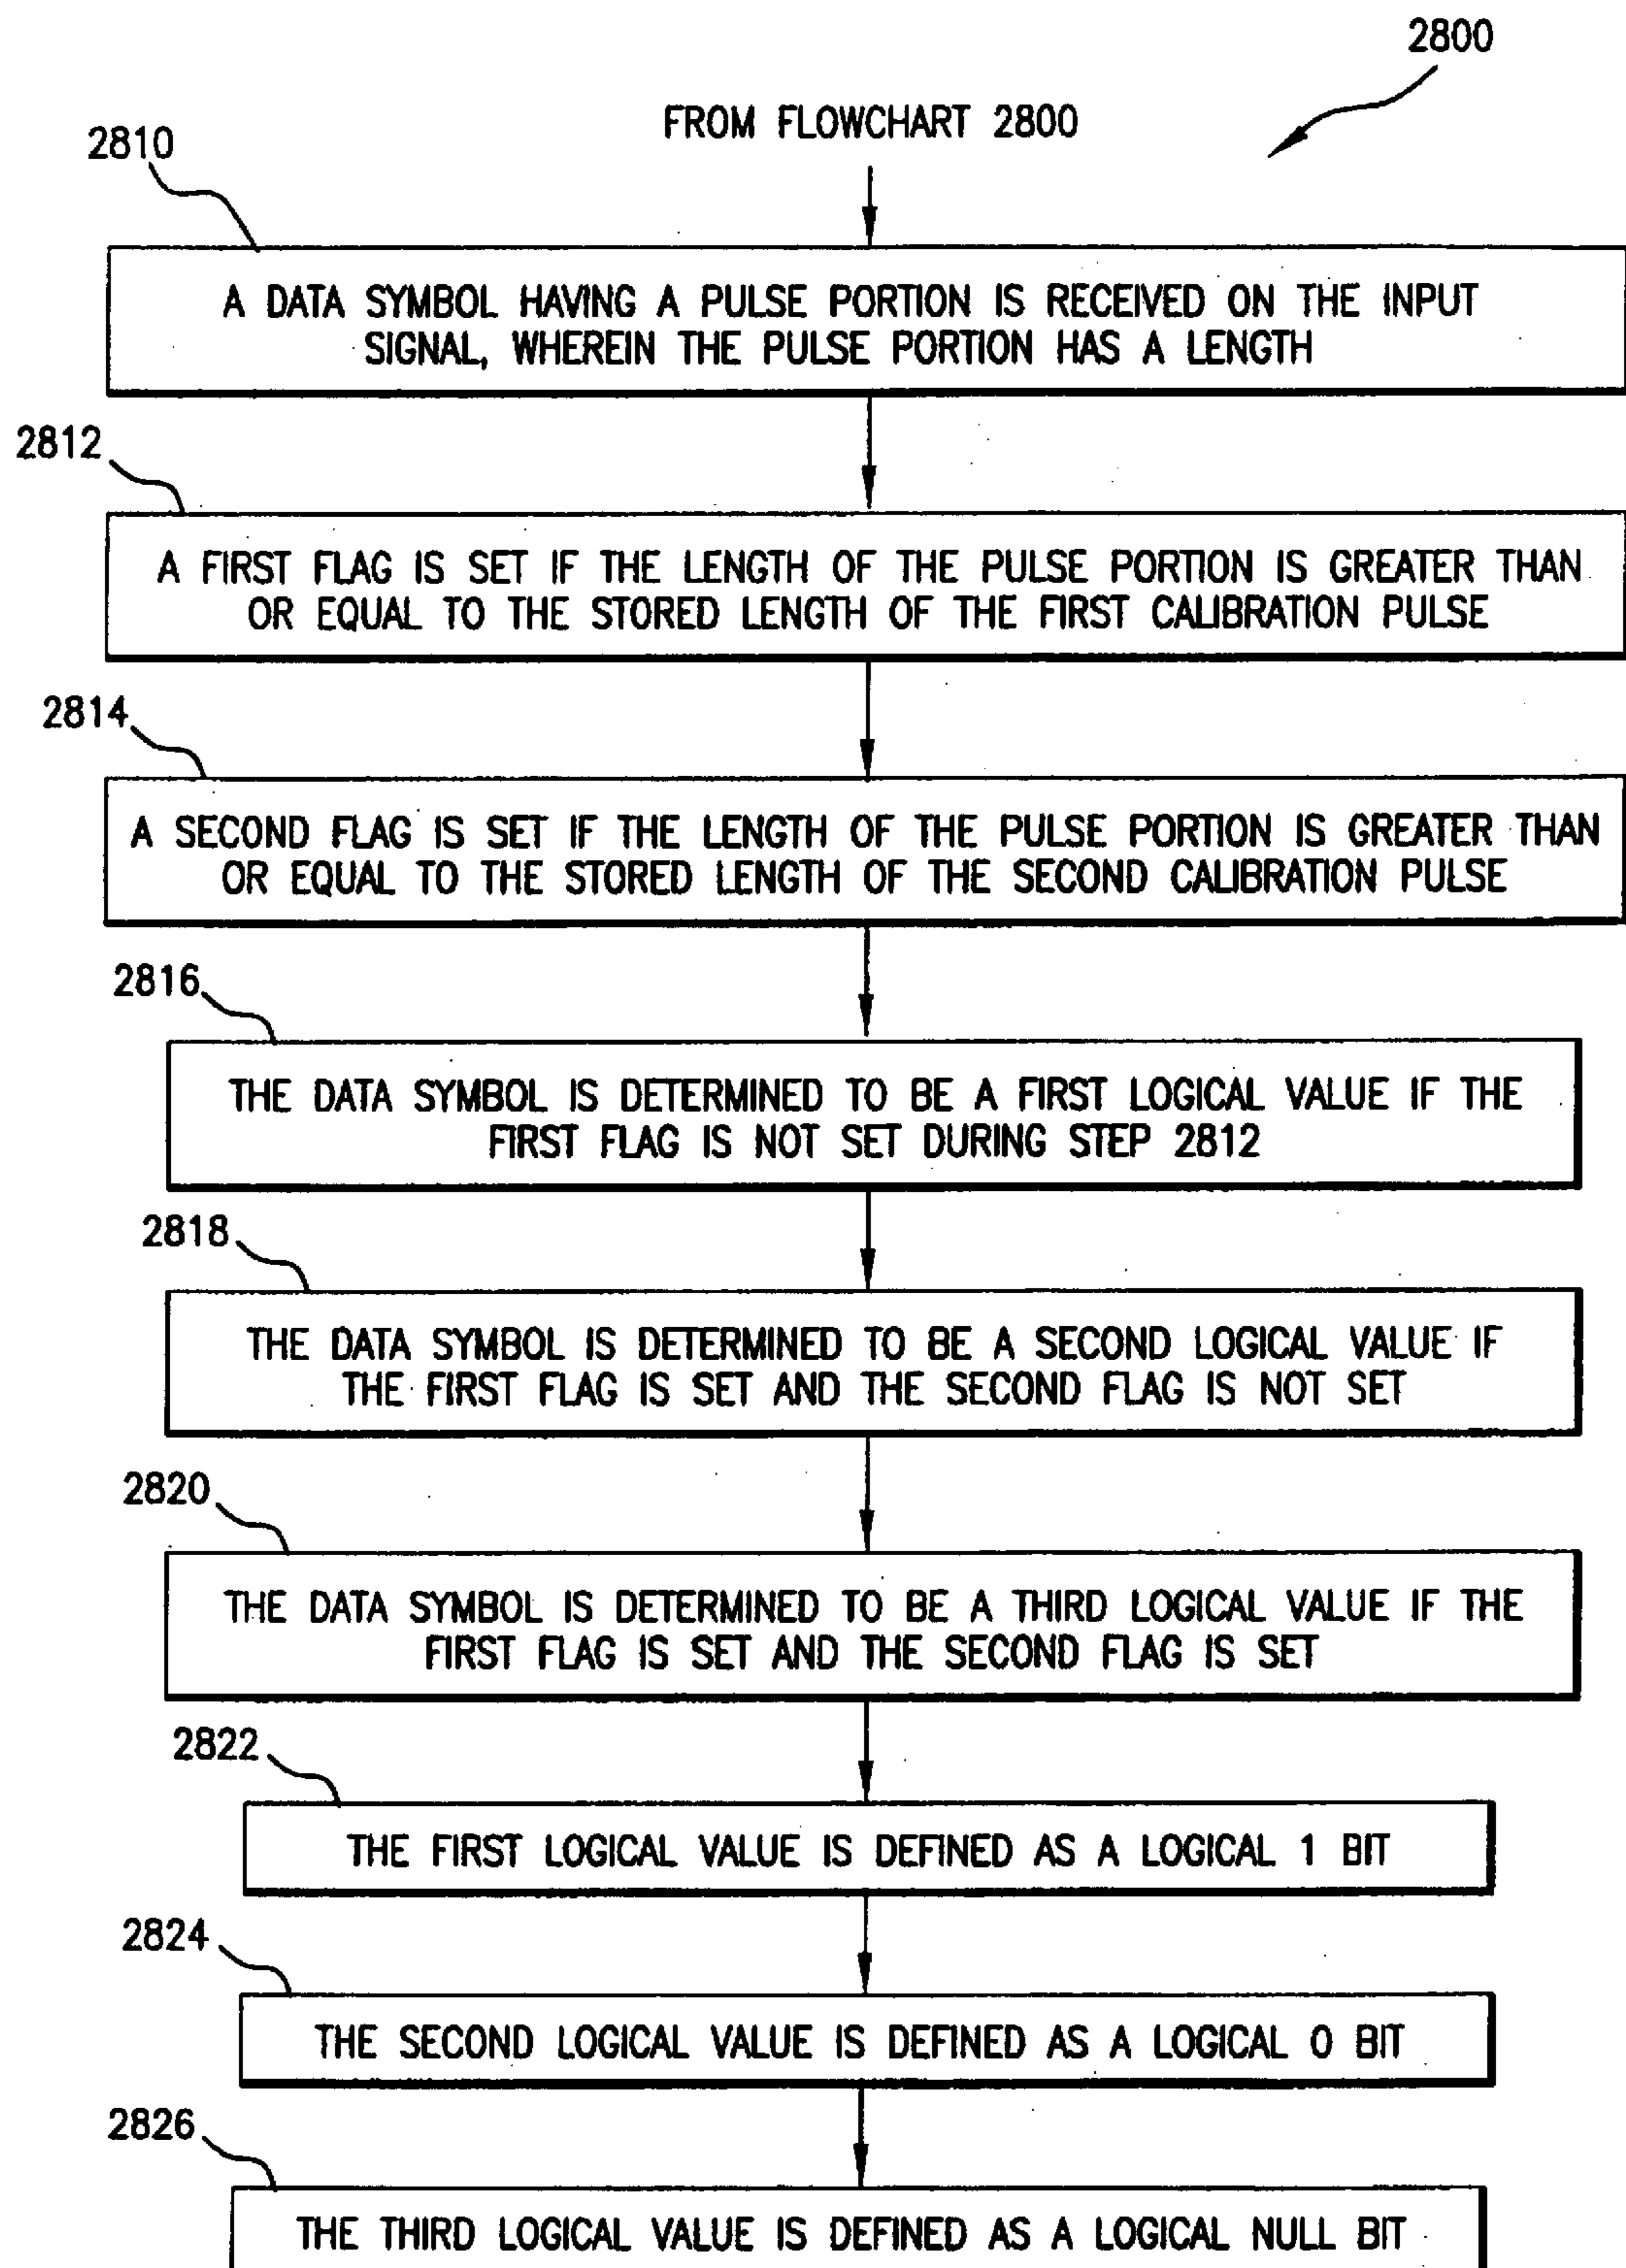 2800
FROM FLOWCHART 2800
2810
A DATA SYMBOL HAVING A PULSE PORTION IS RECEIVED ON THE INPUT
SIGNAL, WHEREIN THE PULSE PORTION HAS A LENGTH
2812
A FIRST FLAG IS SET IF THE LENGTH OF THE PULSE PORTION IS GREATER THAN
OR EQUAL TO THE STORED LENGTH OF THE FIRST CALIBRATION PULSE
2814
A SECOND FLAG IS SET IF THE LENGTH OF THE PULSE PORTION IS GREATER THAN
OR EQUAL TO THE STORED LENGTH OF THE SECOND CALIBRATION PULSE
2816
THE DATA SYMBOL IS DETERMINED TO BE A FIRST LOGICAL VALUE IF THE
FIRST FLAG IS NOT SET DURING STEP 2812
2818
THE DATA SYMBOL IS DETERMINED TO BE A SECOND LOGICAL VALUE IF
THE FIRST FLAG IS SET AND THE SECOND FLAG IS NOT SET
2820
THE DATA SYMBOL IS DETERMINED TO BE A THIRD LOGICAL VALUE IF THE
FIRST FLAG IS SET AND THE SECOND FLAG IS SET
2822
THE FIRST LOGICAL VALUE IS DEFINED AS A LOGICAL 1 BIT
2824
THE SECOND LOGICAL VALUE IS DEFINED AS A LOGICAL 0 BIT
2826
THE THIRD LOGICAL VALUE IS DEFINED AS A LOGICAL NULL BIT